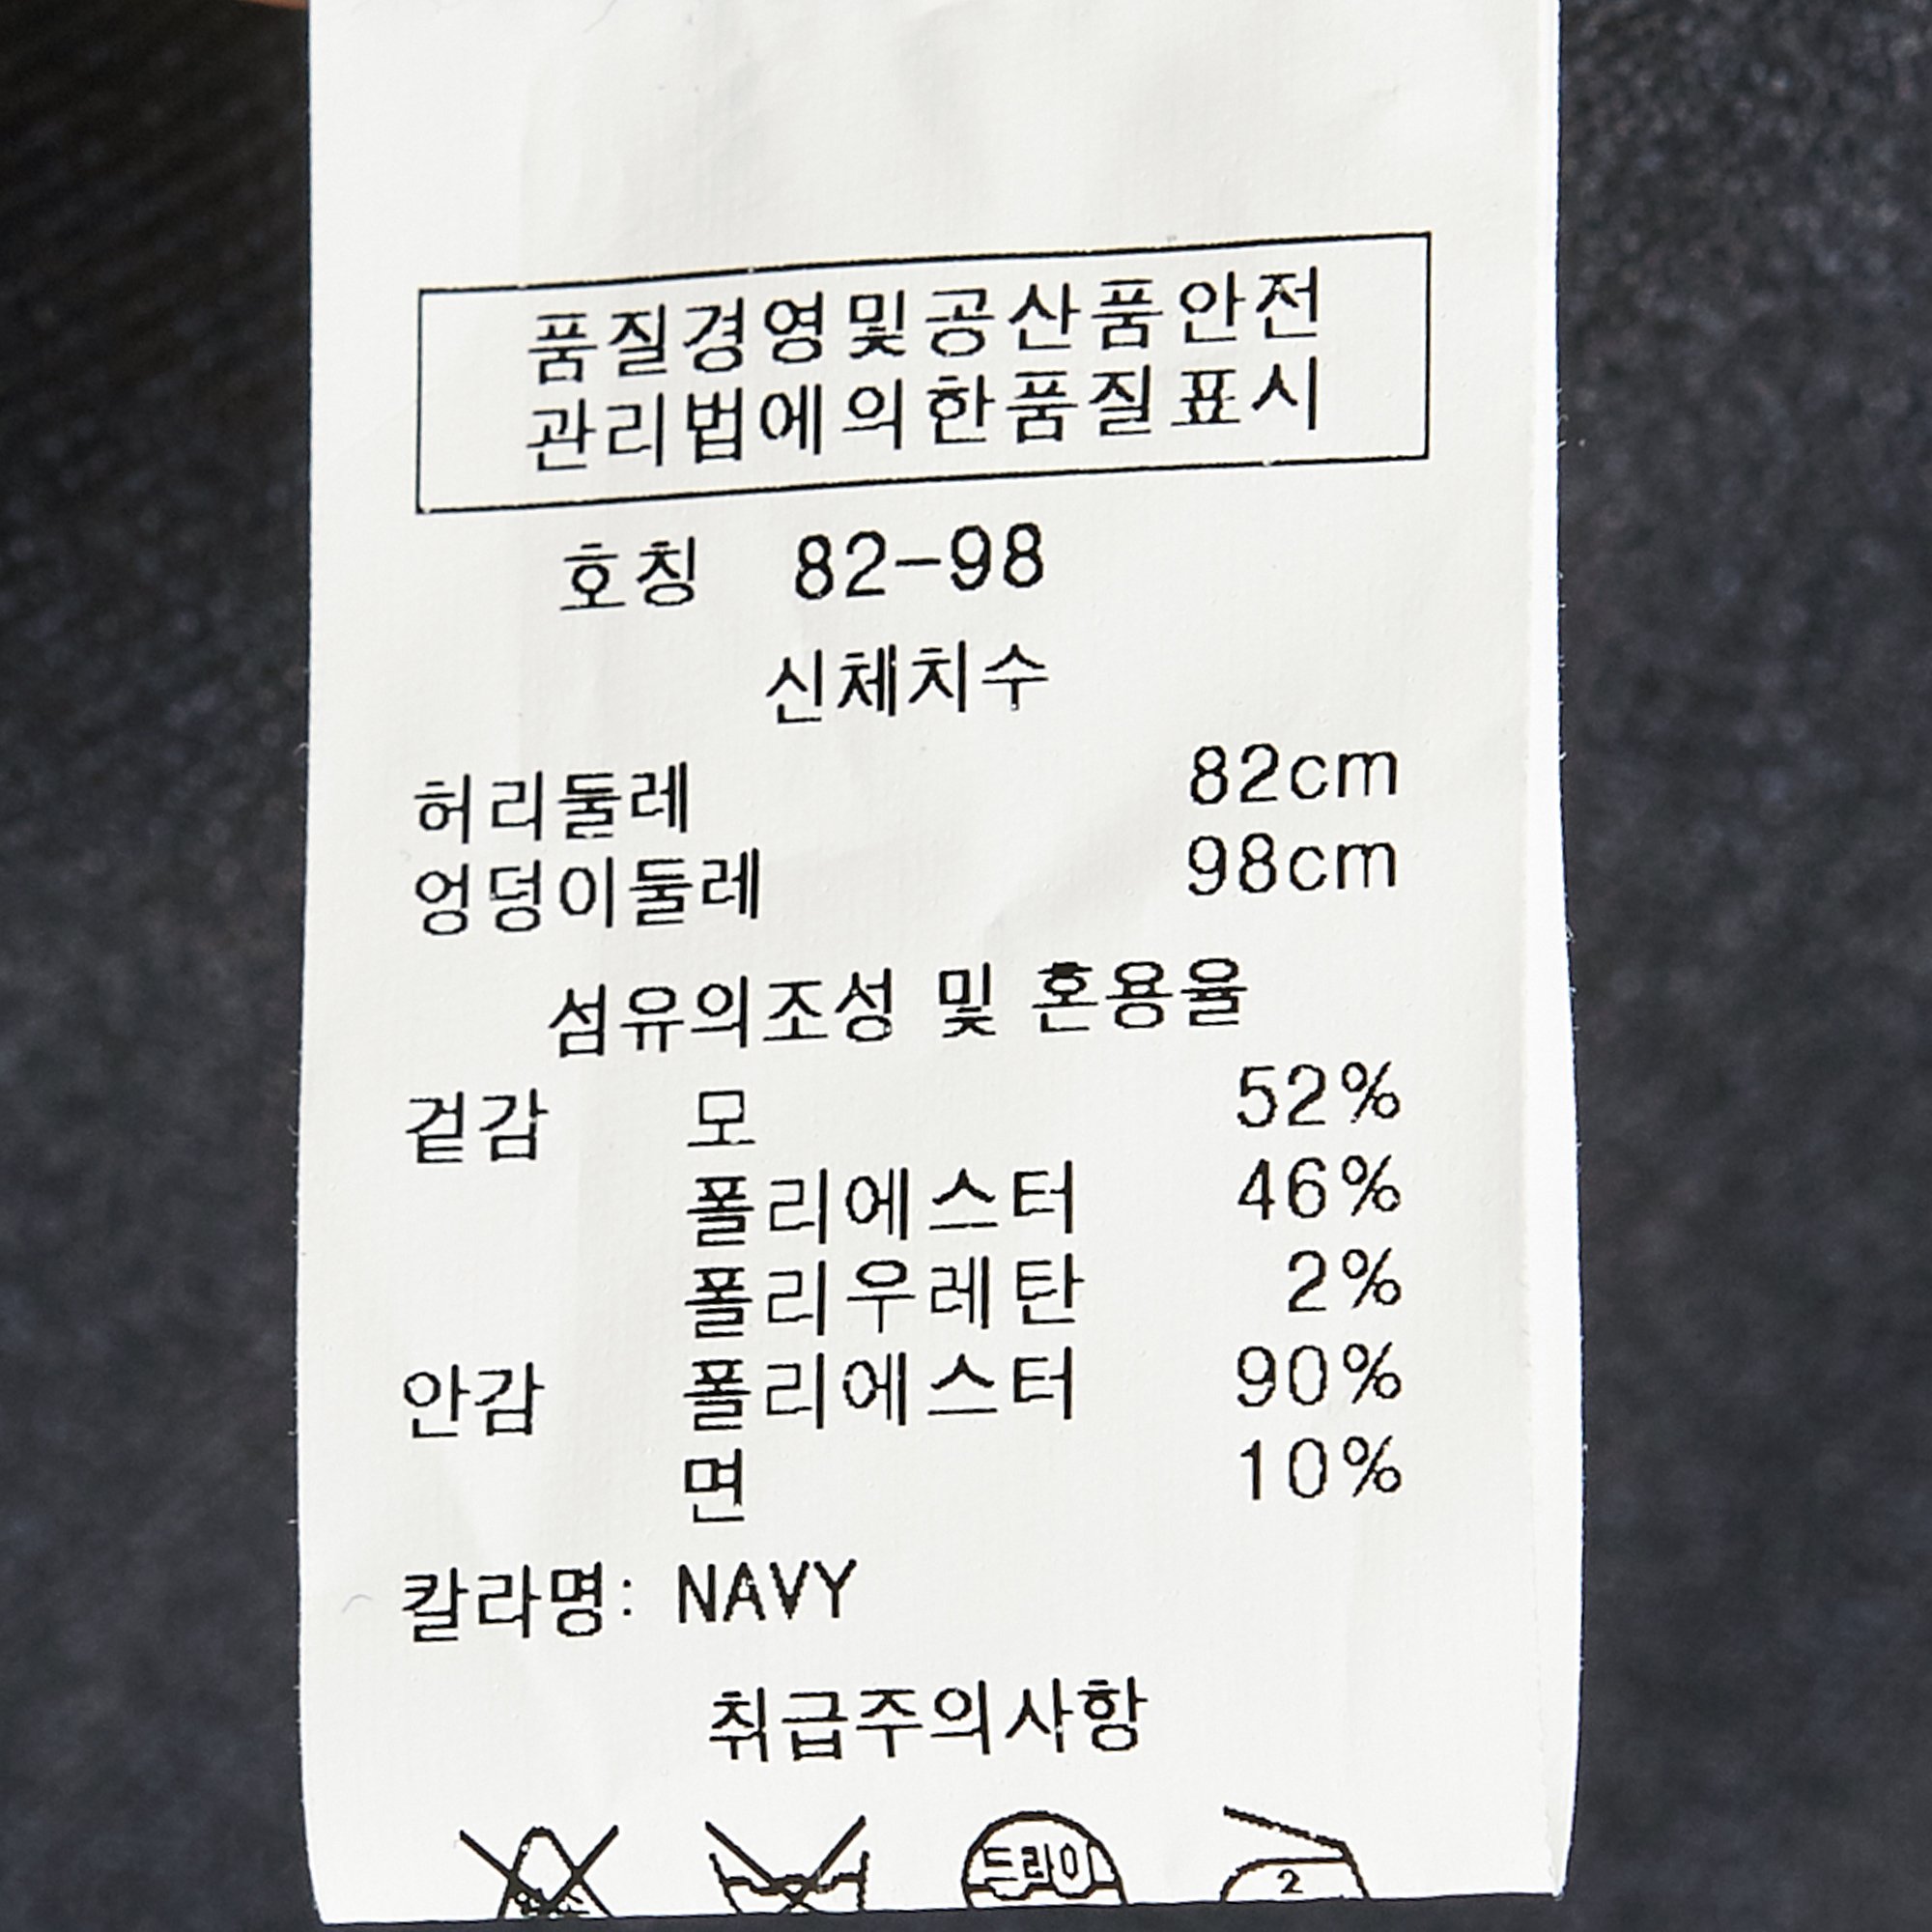 품질경영및공산품안전
관리법에의한품질표시
호칭 82-98
신체치수
허리둘레 82cm
엉덩이둘레 98cm
섬유의조성 및 혼용율
겉감 모 52%
폴리에스터 46%
폴리우레탄 2%
안감 폴리에스터 90%
면 10%
칼라명: NAVY
취급주의사항
드라이 2